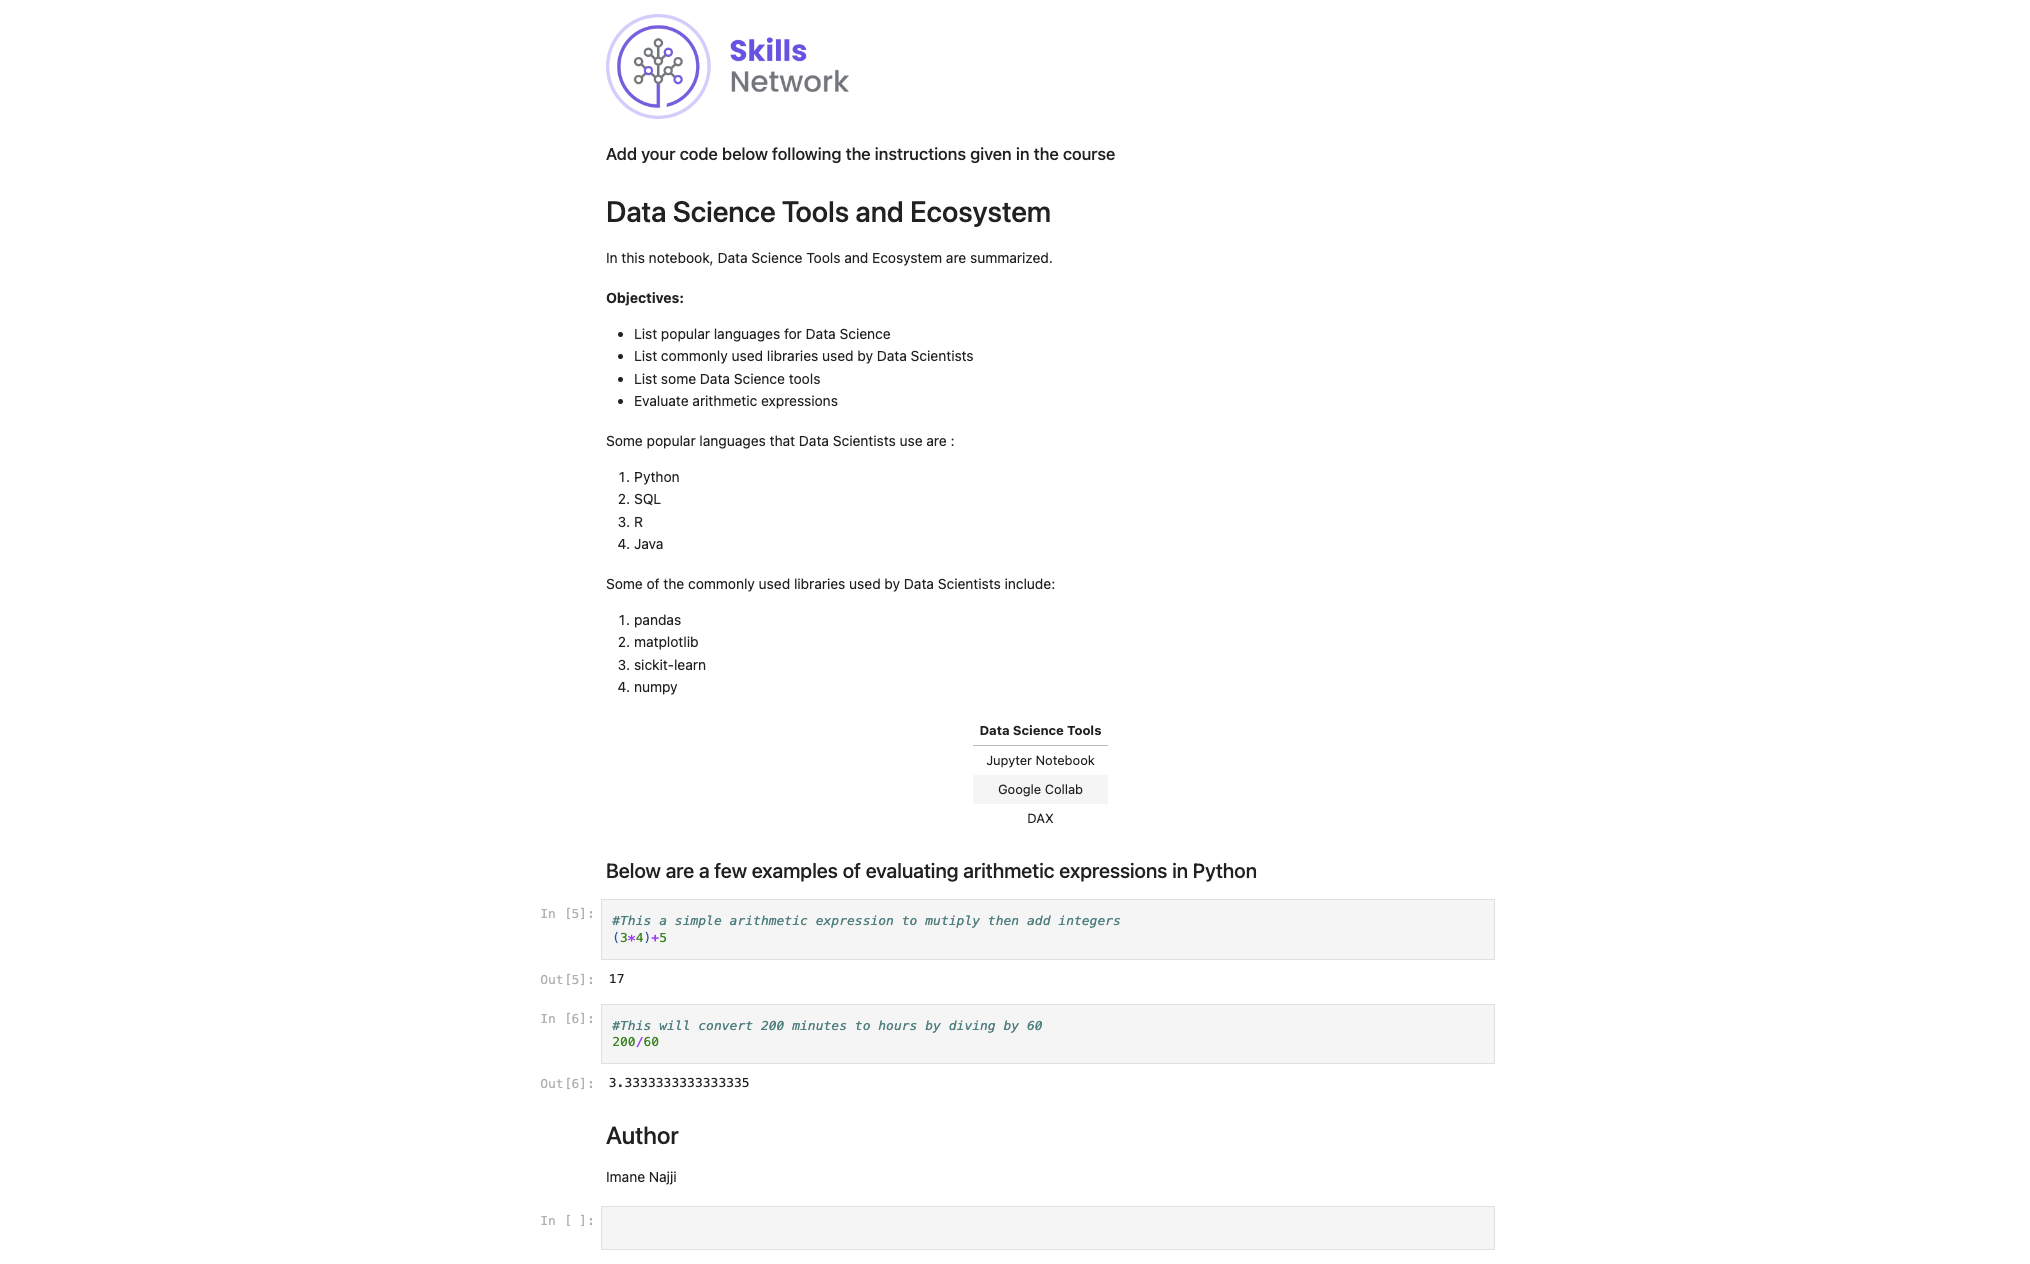 Skills
Network
Add your code below following the instructions given in the course
Data Science Tools and Ecosystem
In this notebook, Data Science Tools and Ecosystem are summarized.
Objectives:
• List popular languages for Data Science
• List commonly used libraries used by Data Scientists
• List some Data Science tools
• Evaluate arithmetic expressions
Some popular languages that Data Scientists use are :
1. Python
2. SQL
3. R
4. Java
Some of the commonly used libraries used by Data Scientists include:
1. pandas
2. matplotlib
3. sickit-learn
4. numpy
Data Science Tools
Jupyter Notebook
Google Collab
DAX
Below are a few examples of evaluating arithmetic expressions in Python
In [5]: #This a simple arithmetic expression to mutiply then add integers
(3*4)+5
Out[5]: 17
In [6]: #This will convert 200 minutes to hours by diving by 60
200/60
Out[6]: 3.3333333333333335
Author
Imane Najji
In [ ]: